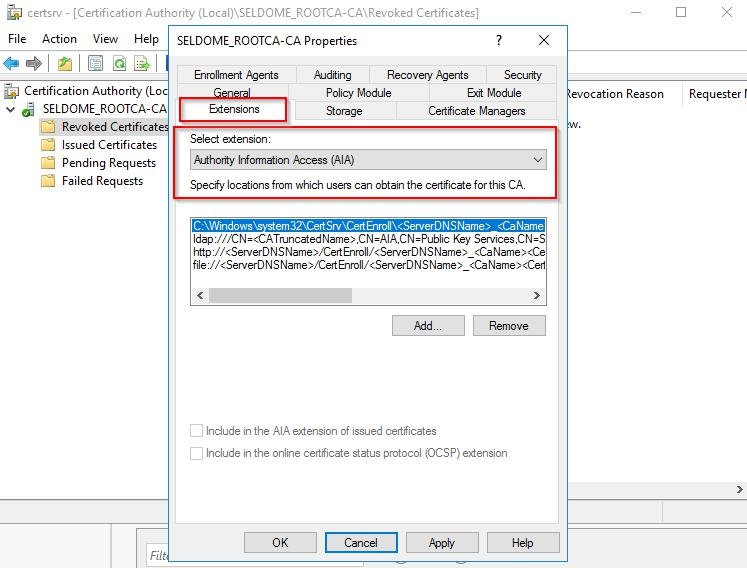 certsrv - [Certification Authority (Local)\SELDOME_ROOTCA-CA\Revoked Certificates]
File Action View Help
Certification Authority (Loc
SELDOME_ROOTCA-CA
Revoked Certificates
Issued Certificates
Pending Requests
Failed Requests
Revocation Reason
Requester
SELDOME_ROOTCA-CA Properties
?
Enrollment Agents Auditing Recovery Agents Security
General Policy Module Exit Module
Extensions Storage Certificate Managers
Select extension:
Authority Information Access (AIA)
Specify locations from which users can obtain the certificate for this CA.
C:\Windows\system32\CertSrv\CertEnroll\<ServerDNSName>_<CaName
ldap:///CN=<CATruncatedName>,CN=AIA,CN=Public Key Services,CN=S
http://<ServerDNSName>/CertEnroll/<ServerDNSName>_<CaName><Ce
file://<ServerDNSName>/CertEnroll/<ServerDNSName>_<CaName><Cert
Add... Remove
Include in the AIA extension of issued certificates
Include in the online certificate status protocol (OCSP) extension
OK Cancel Apply Help